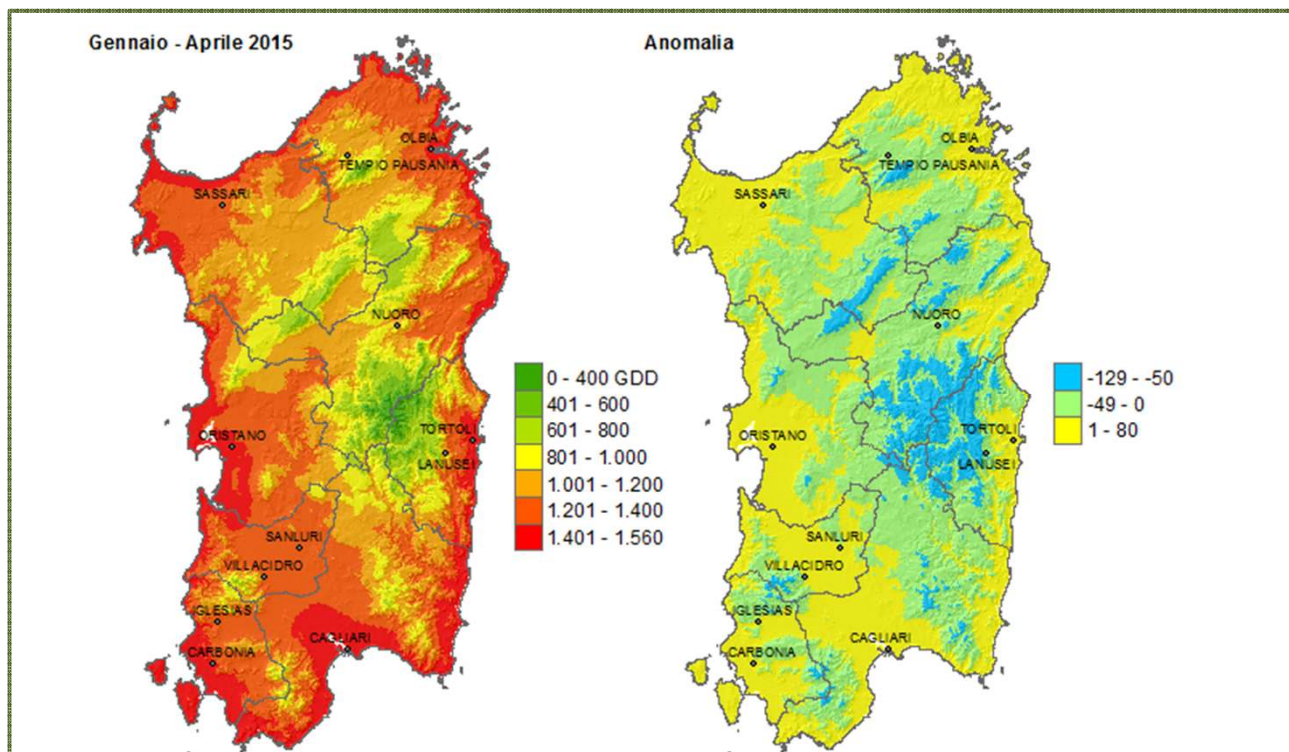 Gennaio - Aprile 2015
OLBIA
TEMPIO PAUSANIA
SASSARI
NUORO
ORISTANO
TORTOLI
LANUSEI
SANLURI
VILLACIDRO
IGLESIAS
CAGLIARI
CARBONIA
0 - 400 GDD
401 - 600
601 - 800
801 - 1.000
1.001 - 1.200
1.201 - 1.400
1.401 - 1.560
Anomalia
OLBIA
TEMPIO PAUSANIA
SASSARI
NUORO
ORISTANO
TORTOLI
LANUSEI
SANLURI
VILLACIDRO
IGLESIAS
CAGLIARI
CARBONIA
-129 - -50
-49 - 0
1 - 80